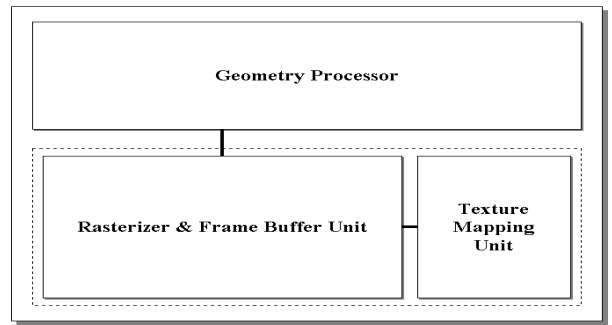 Geometry Processor
Rasterizer & Frame Buffer Unit
Texture
Mapping
Unit